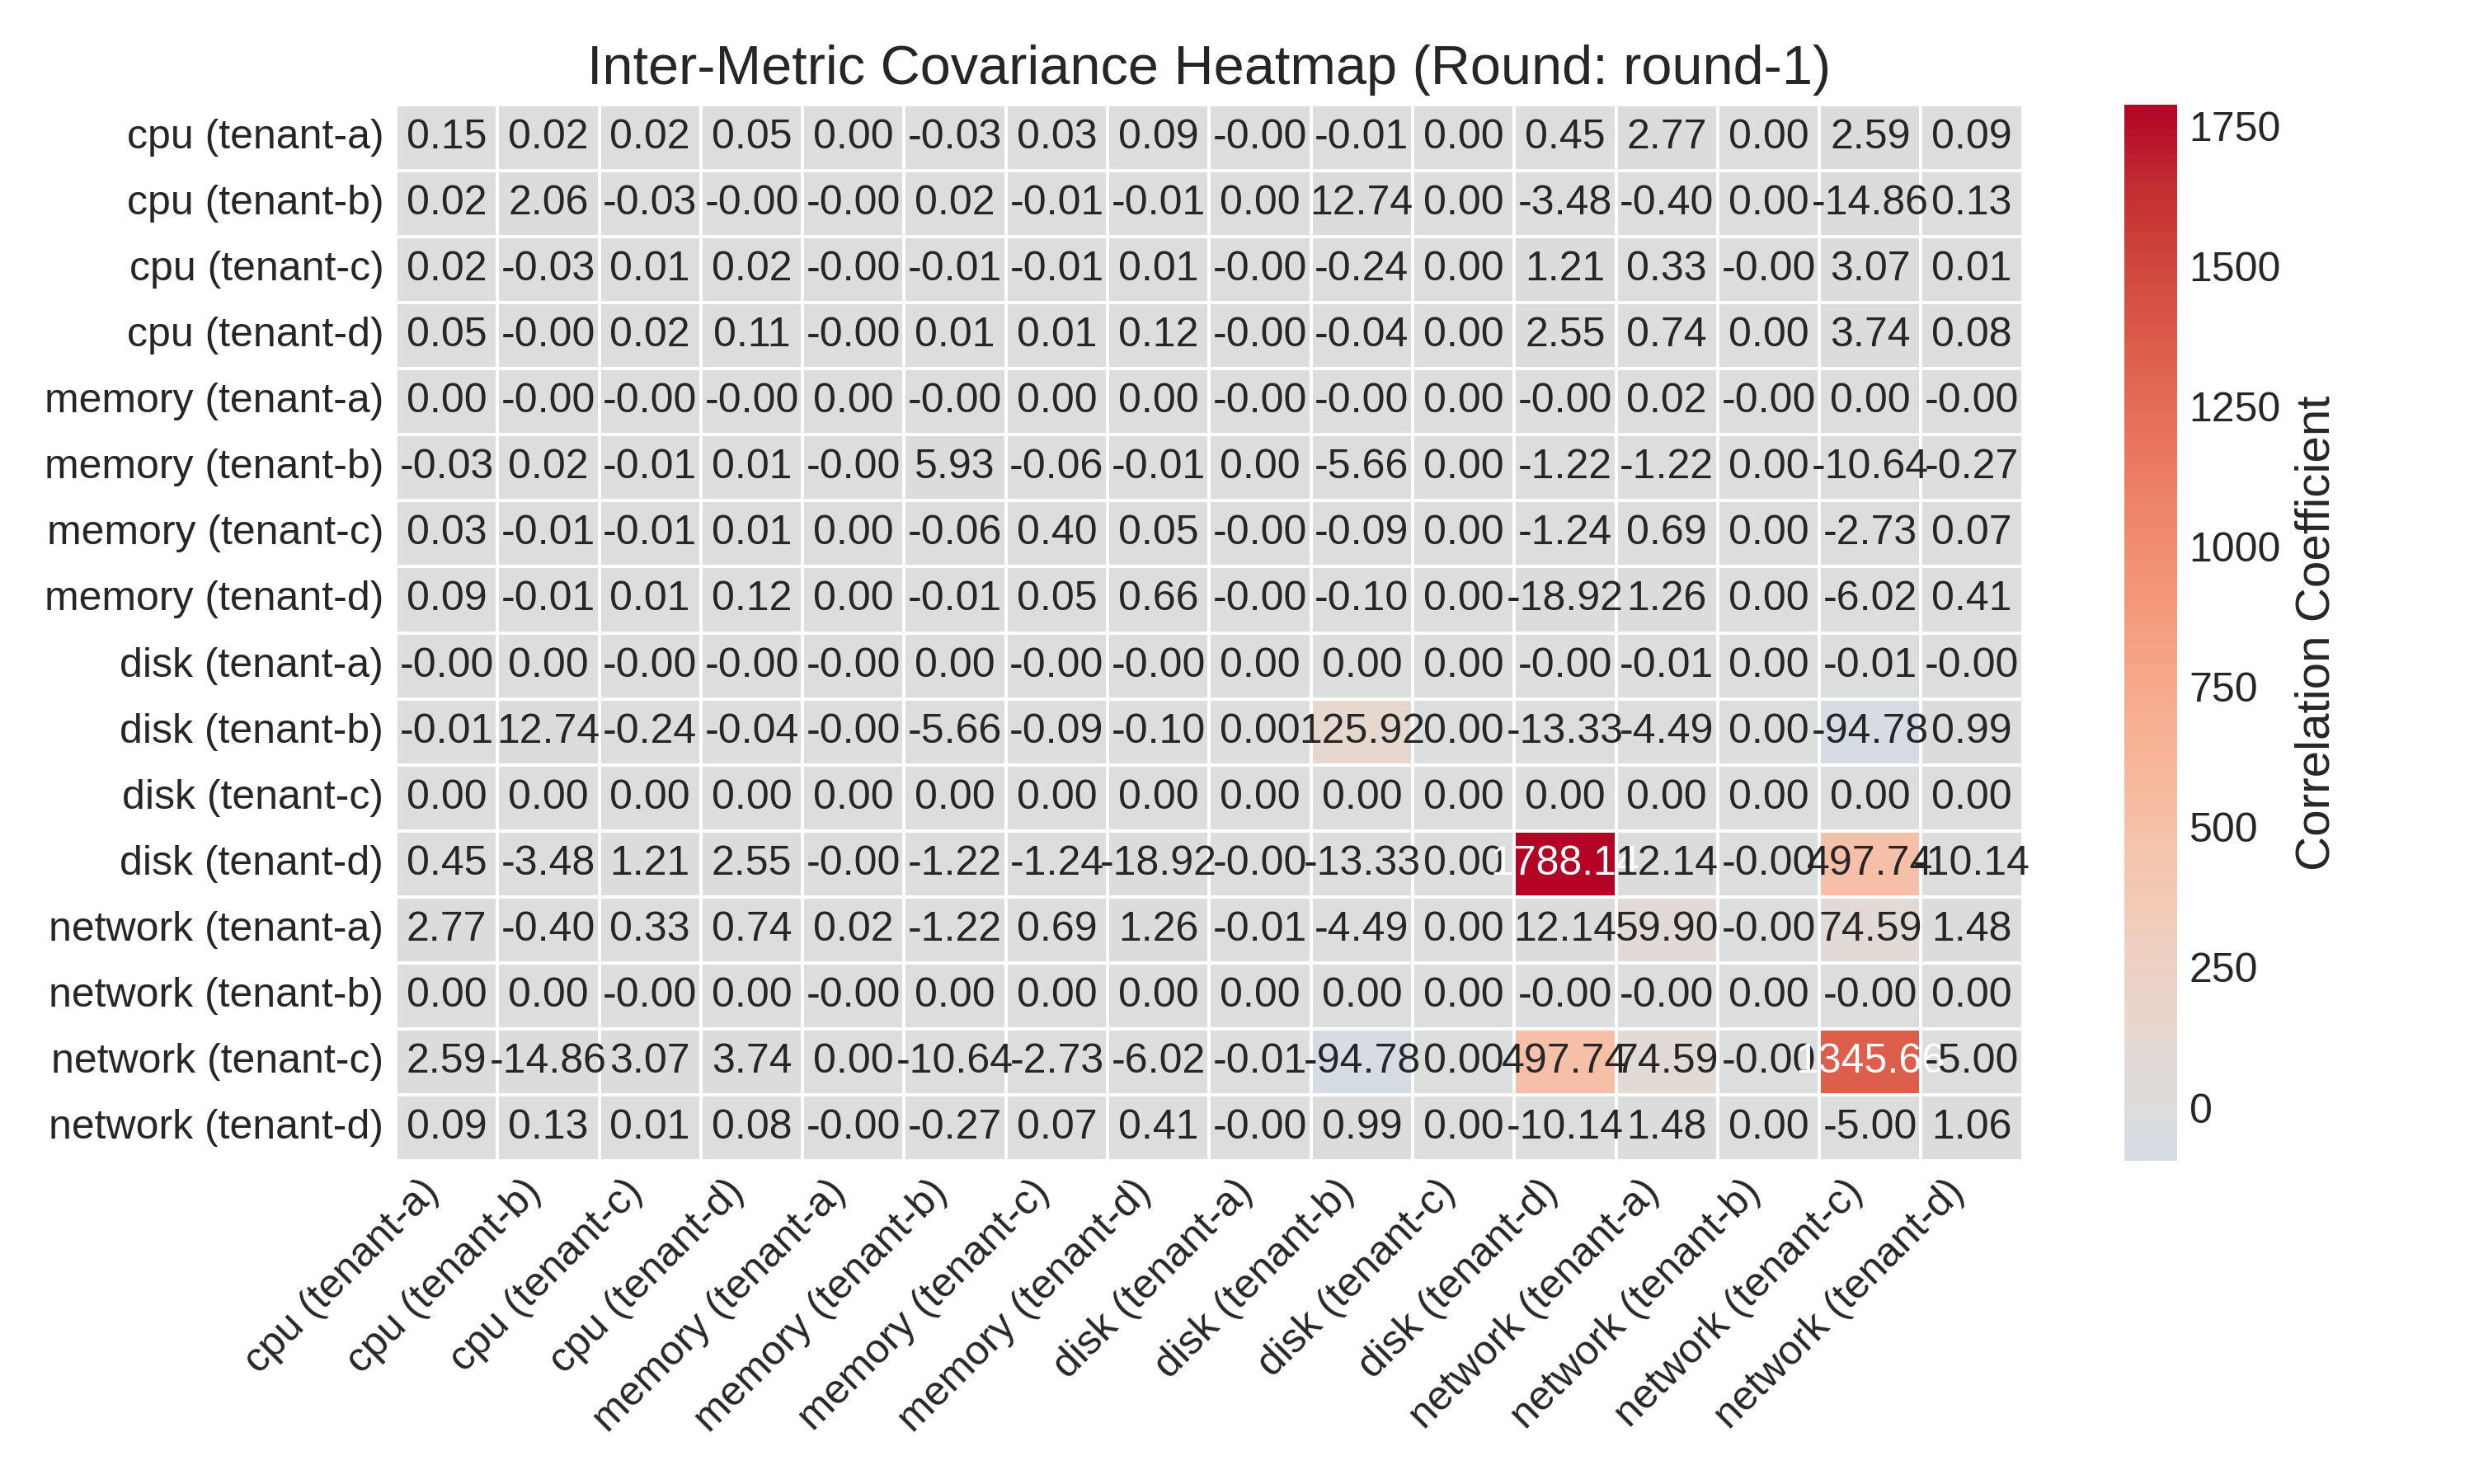 Inter-Metric Covariance Heatmap (Round: round-1)
cpu (tenant-a) 0.15 0.02 0.02 0.05 0.00 -0.03 0.03 0.09 -0.00 -0.01 0.00 0.45 2.77 0.00 2.59 0.09
cpu (tenant-b) 0.02 2.06 -0.03 -0.00 -0.00 0.02 -0.01 -0.01 0.00 12.74 0.00 -3.48 -0.40 0.00 -14.86 0.13
cpu (tenant-c) 0.02 -0.03 0.01 0.02 -0.00 -0.01 -0.01 0.01 -0.00 -0.24 0.00 1.21 0.33 -0.00 3.07 0.01
cpu (tenant-d) 0.05 -0.00 0.02 0.11 -0.00 0.01 0.01 0.12 -0.00 -0.04 0.00 2.55 0.74 0.00 3.74 0.08
memory (tenant-a) 0.00 -0.00 -0.00 -0.00 0.00 -0.00 0.00 0.00 -0.00 -0.00 0.00 -0.00 0.02 -0.00 0.00 -0.00
memory (tenant-b) -0.03 0.02 -0.01 0.01 -0.00 5.93 -0.06 -0.01 0.00 -5.66 0.00 -1.22 -1.22 0.00 -10.64 -0.27
memory (tenant-c) 0.03 -0.01 -0.01 0.01 0.00 -0.06 0.40 0.05 -0.00 -0.09 0.00 -1.24 0.69 0.00 -2.73 0.07
memory (tenant-d) 0.09 -0.01 0.01 0.12 0.00 -0.01 0.05 0.66 -0.00 -0.10 0.00 -18.92 1.26 0.00 -6.02 0.41
disk (tenant-a) -0.00 0.00 -0.00 -0.00 -0.00 0.00 -0.00 -0.00 0.00 0.00 0.00 -0.00 -0.01 0.00 -0.01 -0.00
disk (tenant-b) -0.01 12.74 -0.24 -0.04 -0.00 -5.66 -0.09 -0.10 0.00 125.92 0.00 -13.33 -4.49 0.00 -94.78 0.99
disk (tenant-c) 0.00 0.00 0.00 0.00 0.00 0.00 0.00 0.00 0.00 0.00 0.00 0.00 0.00 0.00 0.00 0.00
disk (tenant-d) 0.45 -3.48 1.21 2.55 -0.00 -1.22 -1.24 -18.92 -0.00 -13.33 0.00 1788.14 12.14 -0.00 497.74 -10.14
network (tenant-a) 2.77 -0.40 0.33 0.74 0.02 -1.22 0.69 1.26 -0.01 -4.49 0.00 12.14 59.90 -0.00 74.59 1.48
network (tenant-b) 0.00 0.00 -0.00 0.00 -0.00 0.00 0.00 0.00 0.00 0.00 0.00 -0.00 -0.00 0.00 -0.00 0.00
network (tenant-c) 2.59 -14.86 3.07 3.74 0.00 -10.64 -2.73 -6.02 -0.01 -94.78 0.00 497.74 74.59 -0.00 1345.66 -5.00
network (tenant-d) 0.09 0.13 0.01 0.08 -0.00 -0.27 0.07 0.41 -0.00 0.99 0.00 -10.14 1.48 0.00 -5.00 1.06
cpu (tenant-a)
cpu (tenant-b)
cpu (tenant-c)
cpu (tenant-d)
memory (tenant-a)
memory (tenant-b)
memory (tenant-c)
memory (tenant-d)
disk (tenant-a)
disk (tenant-b)
disk (tenant-c)
disk (tenant-d)
network (tenant-a)
network (tenant-b)
network (tenant-c)
network (tenant-d)
1750
1500
1250
1000
750
500
250
0
Correlation Coefficient